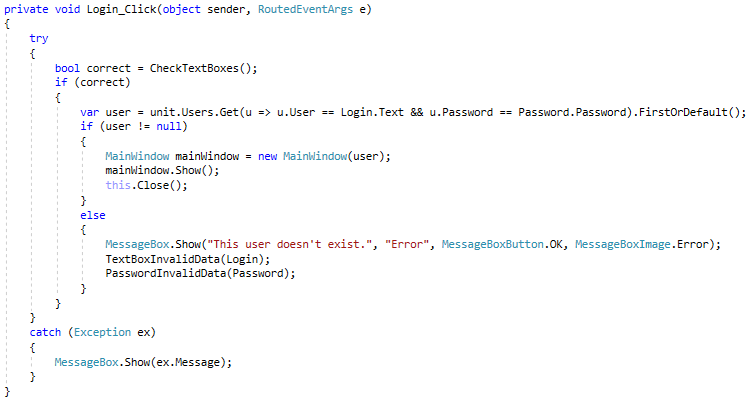 private void Login_Click(object sender, RoutedEventArgs e)
{
    try
    {
        bool correct = CheckTextBoxes();
        if (correct)
        {
            var user = unit.Users.Get(u => u.User == Login.Text && u.Password == Password.Password).FirstOrDefault();
            if (user != null)
            {
                MainWindow mainWindow = new MainWindow(user);
                mainWindow.Show();
                this.Close();
            }
            else
            {
                MessageBox.Show("This user doesn't exist.", "Error", MessageBoxButton.OK, MessageBoxImage.Error);
                TextBoxInvalidData(Login);
                PasswordInvalidData(Password);
            }
        }
    }
    catch (Exception ex)
    {
        MessageBox.Show(ex.Message);
    }
}